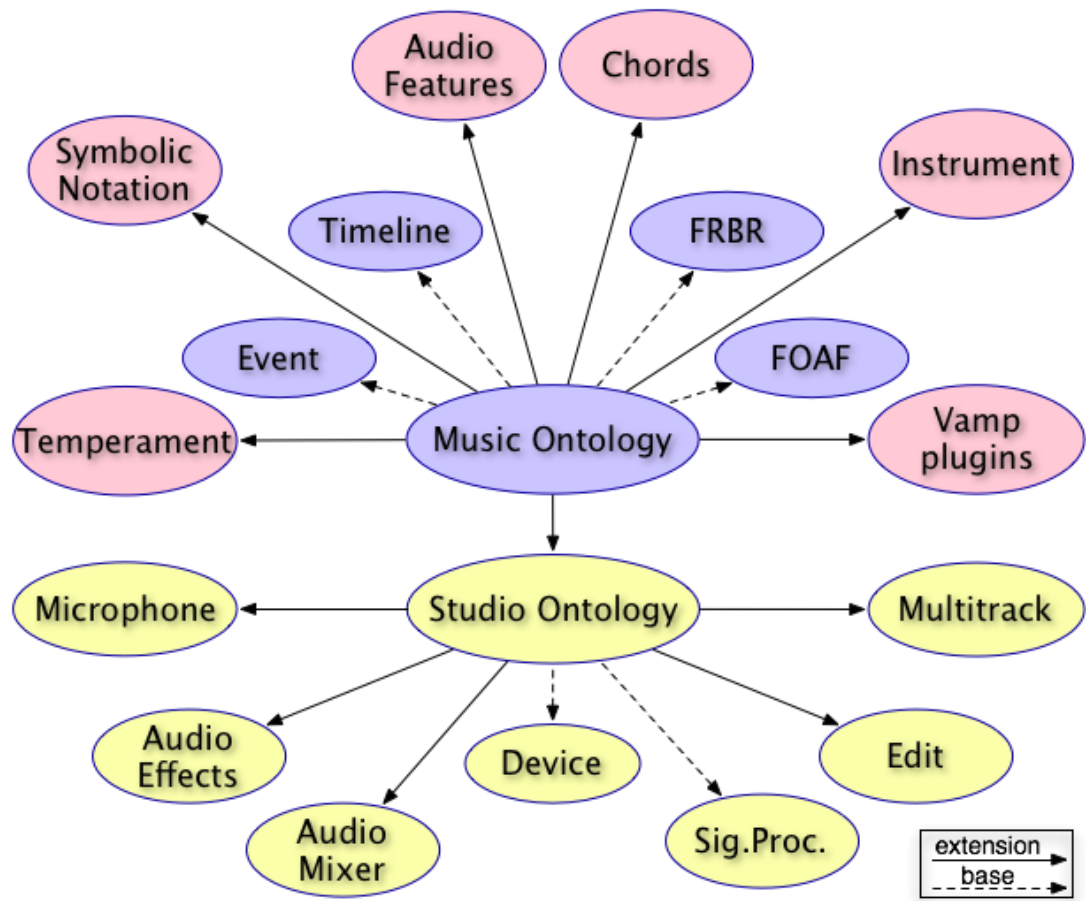 Audio
Features
Chords
Symbolic
Notation
Instrument
Timeline
FRBR
Event
FOAF
Temperament
Music Ontology
Vamp
plugins
Microphone
Studio Ontology
Multitrack
Audio
Effects
Device
Edit
Audio
Mixer
Sig.Proc.
extension
base